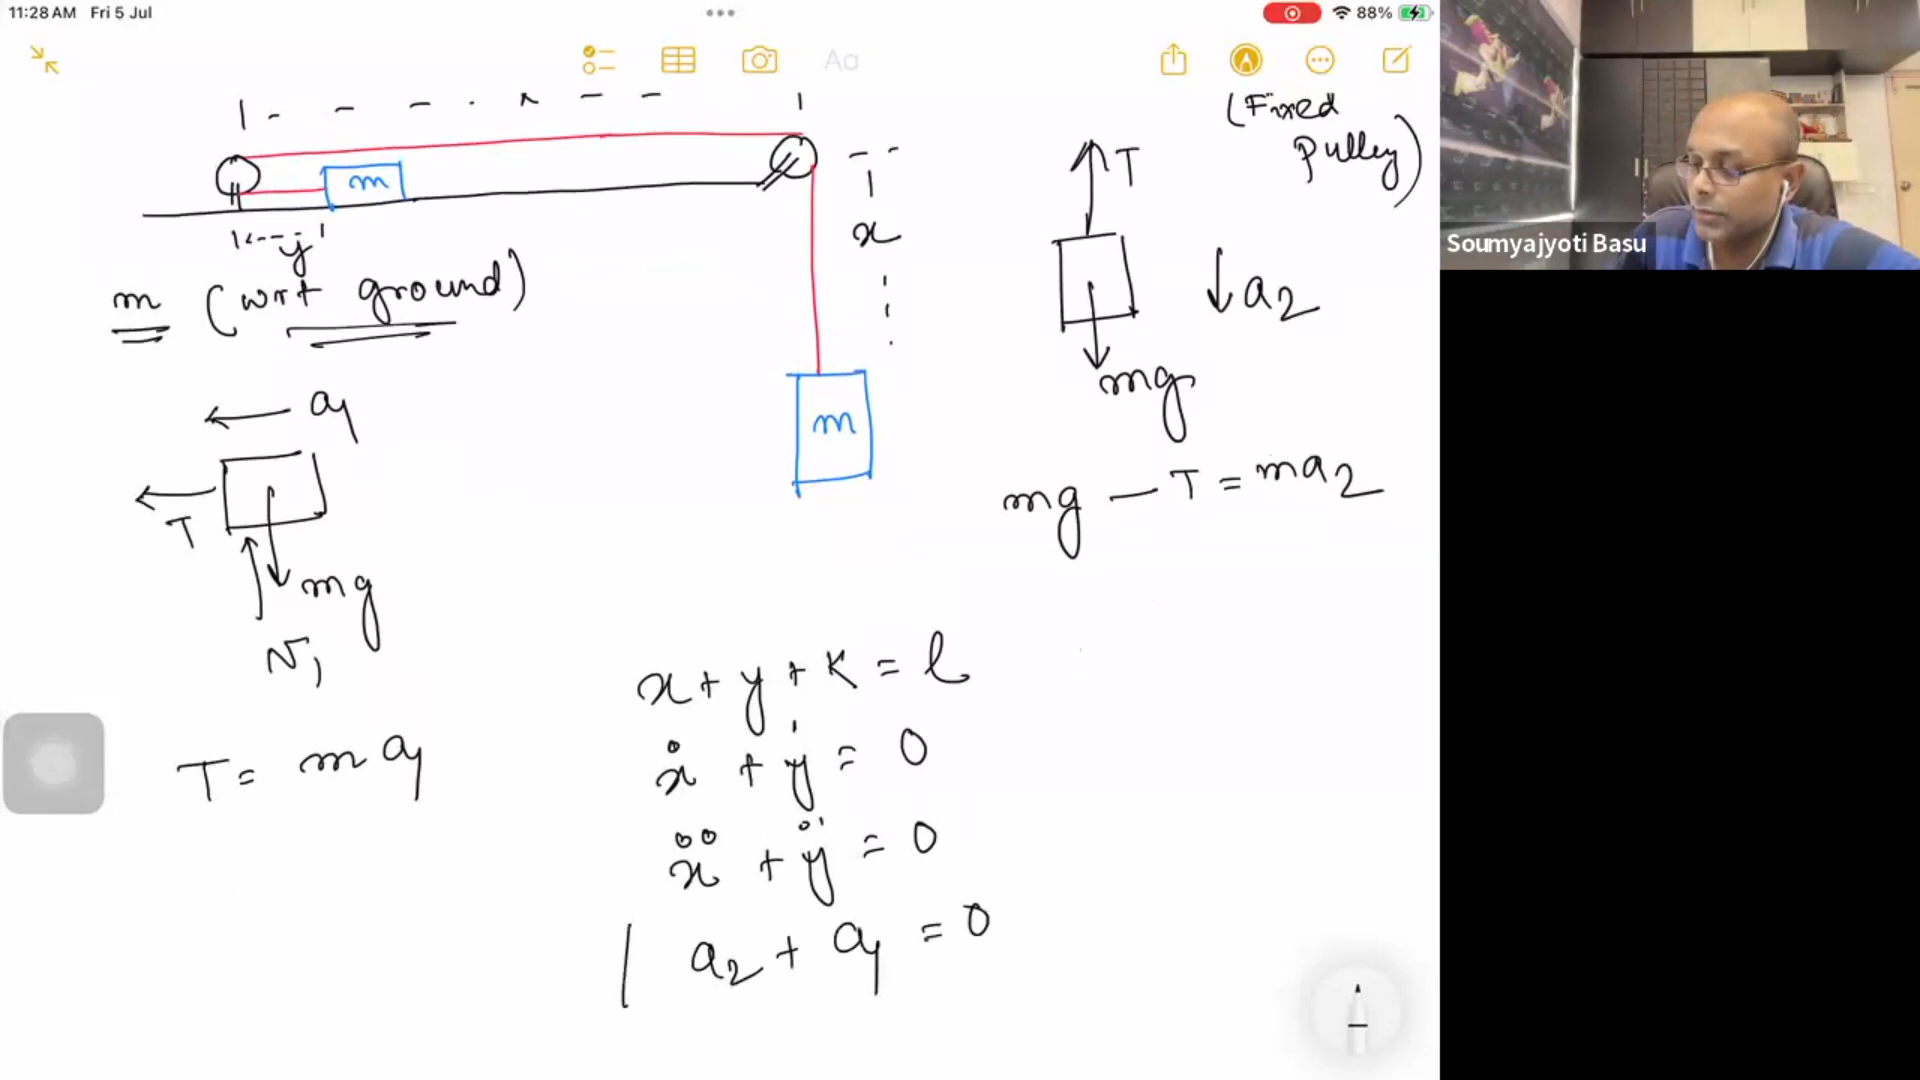 11:28 AM Fri 5 Jul
88%
Aa
(Fixed
pulley)
m
T
x
y
m (wrt ground)
T
↓ a2
mg
m
a1
T
mg
N1
mg - T = ma2
x + y + K = l
ẋ + ẏ = 0
T = m a1
ẍ + ÿ = 0
a2 + a1 = 0
Soumyajyoti Basu